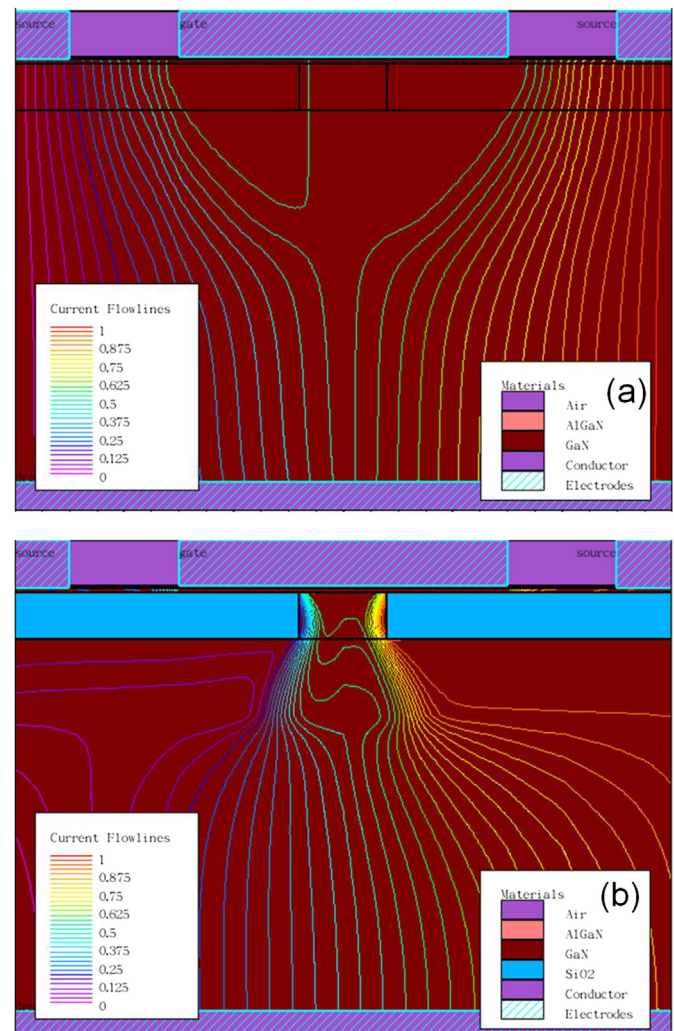 source gate source
Current Flowlines
1
0.875
0.75
0.625
0.5
0.375
0.25
0.125
0
Materials (a)
Air
AlGaN
GaN
Conductor
Electrodes
source gate source
Current Flowlines
1
0.875
0.75
0.625
0.5
0.375
0.25
0.125
0
Materials (b)
Air
AlGaN
GaN
SiO2
Conductor
Electrodes